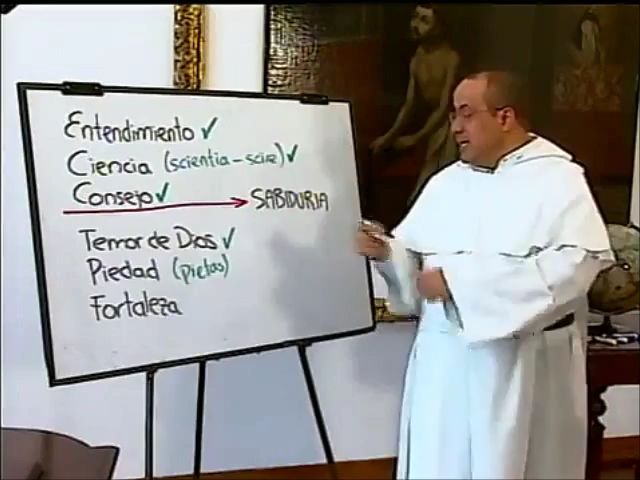 Entendimiento ✓
Ciencia (scientia - scire) ✓
Consejo ✓
SABIDURIA
Temor de Dios ✓
Piedad (pietas)
Fortaleza